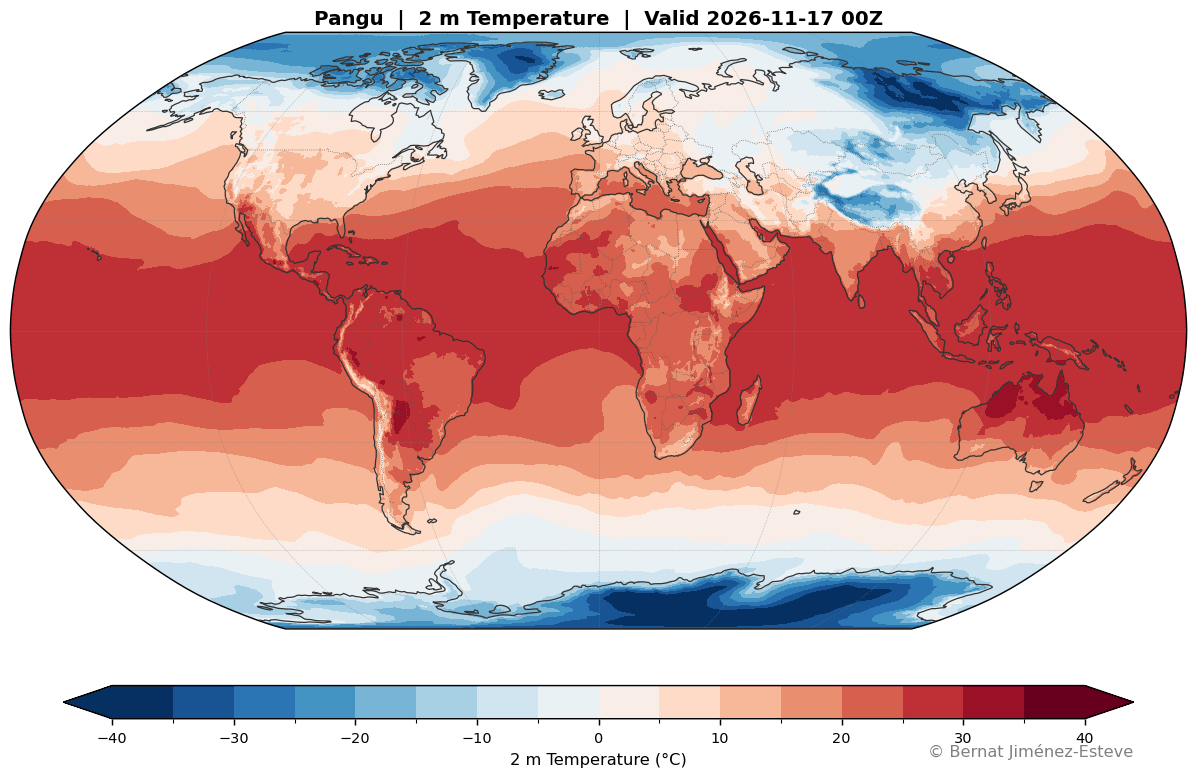 Pangu | 2 m Temperature | Valid 2026-11-17 00Z
−40 −30 −20 −10 0 10 20 30 40
2 m Temperature (°C)
© Bernat Jiménez-Esteve